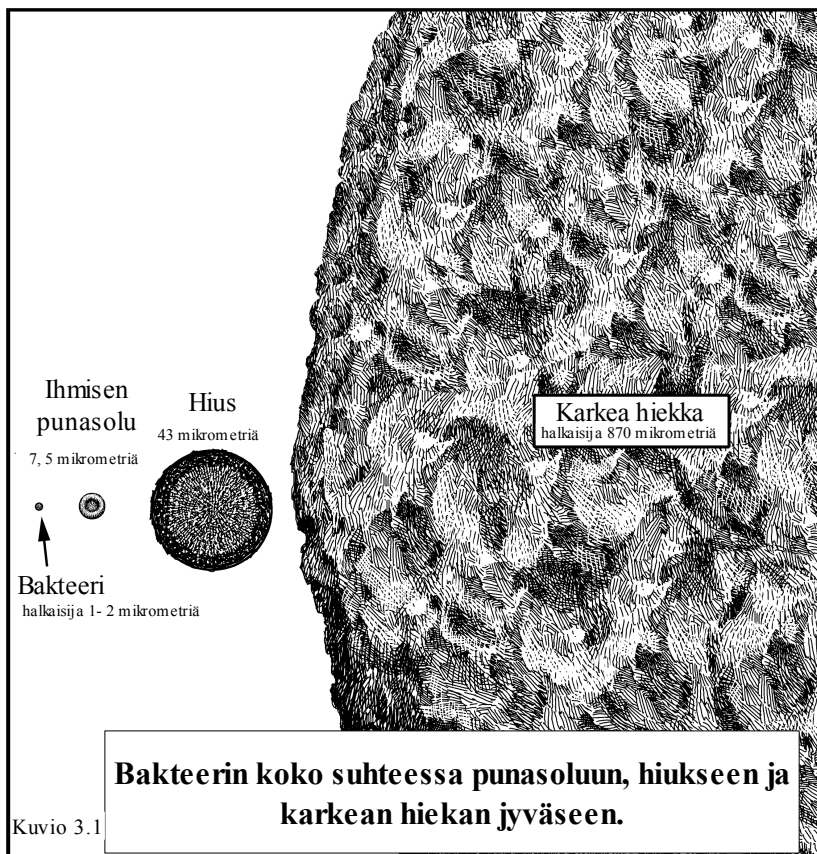 Ihmisen
punasolu
7, 5 mikrometriä
Hius
43 mikrometriä
Karkea hiekka
halkaisija 870 mikrometriä
Bakteeri
halkaisija 1- 2 mikrometriä
Bakteerin koko suhteessa punasoluun, hiukseen ja
karkean hiekan jyväseen.
Kuvio 3.1